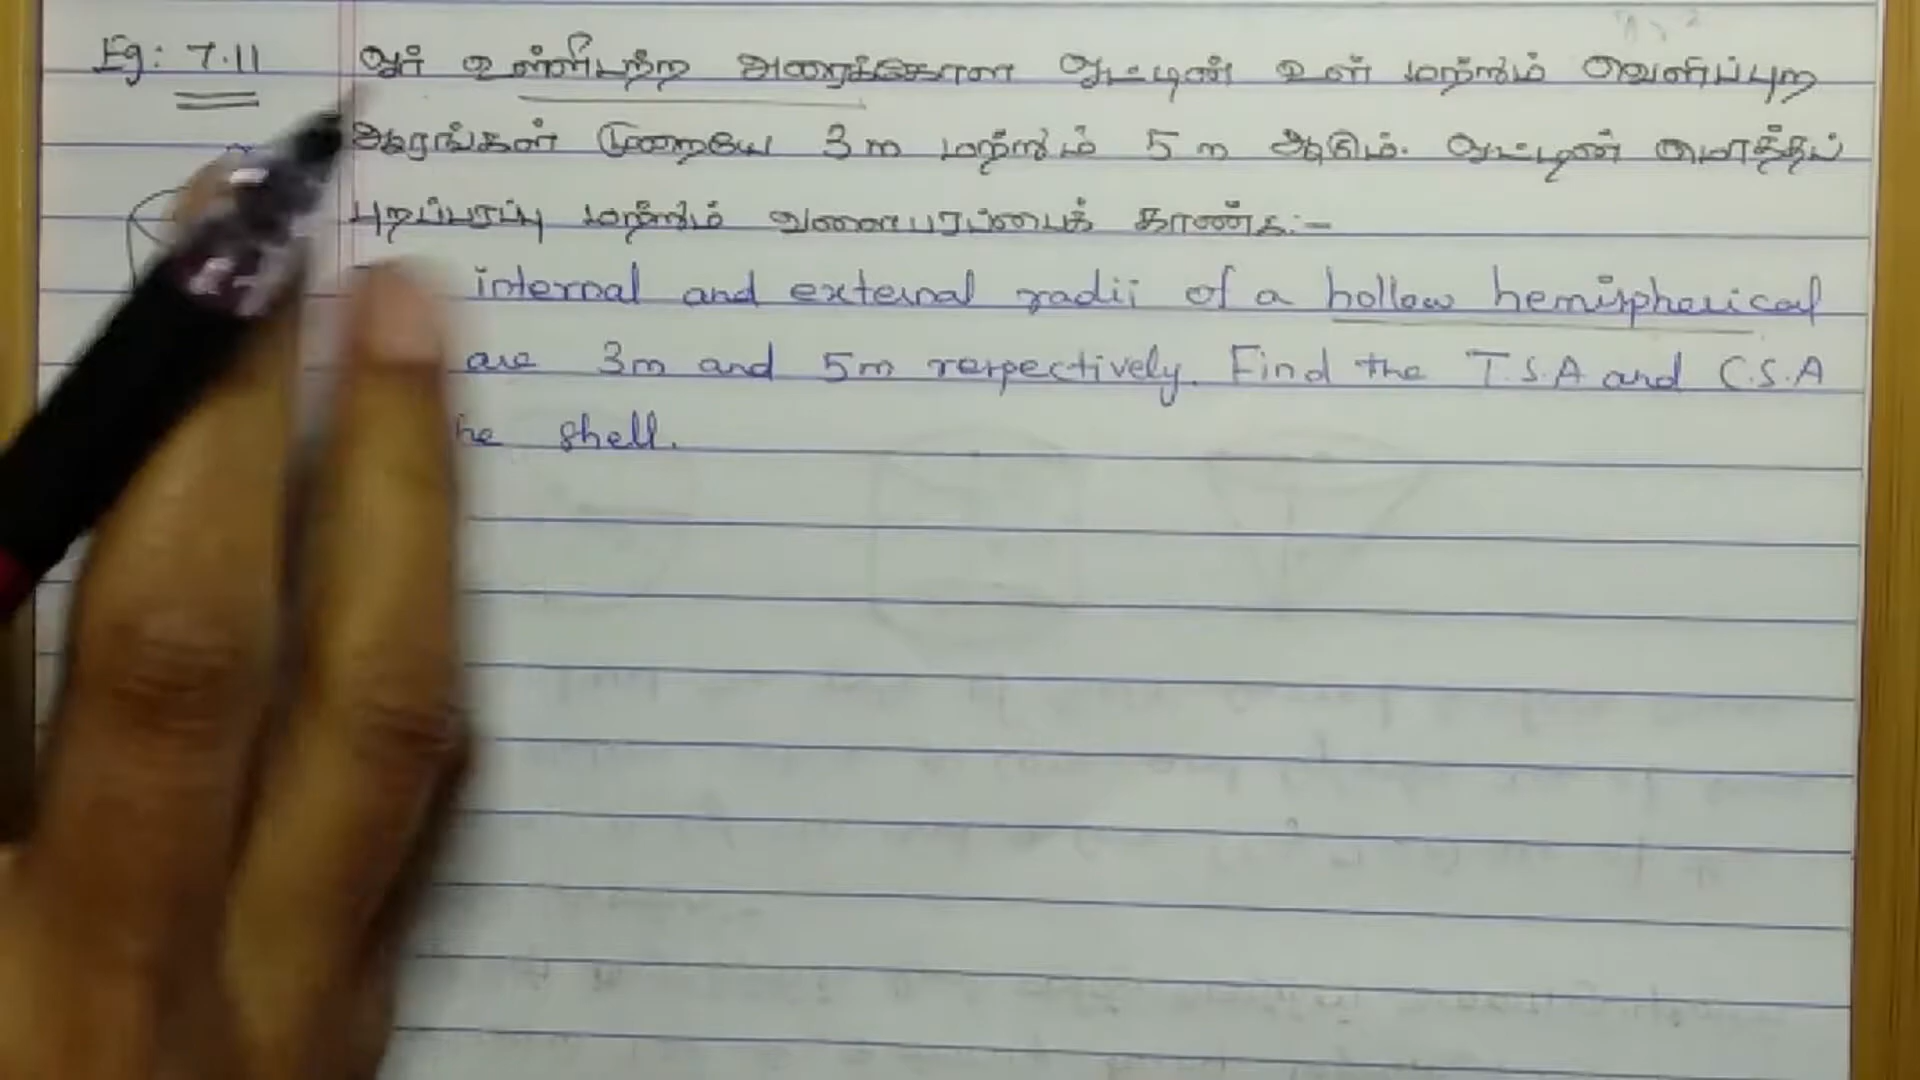 Eg: 7.11 ஓர் உள்ளீடற்ற அரைக்கோள ஓட்டின் உள் மற்றும் வெளிப்புற
ஆரங்கள் முறையே 3 m மற்றும் 5 m ஆகும். ஓட்டின் மொத்தப்
புறப்பரப்பு மற்றும் வளைபரப்பைக் காண்க:-
internal and external radii of a hollow hemispherical
are 3m and 5m respectively. Find the T.S.A and C.S.A
he shell.